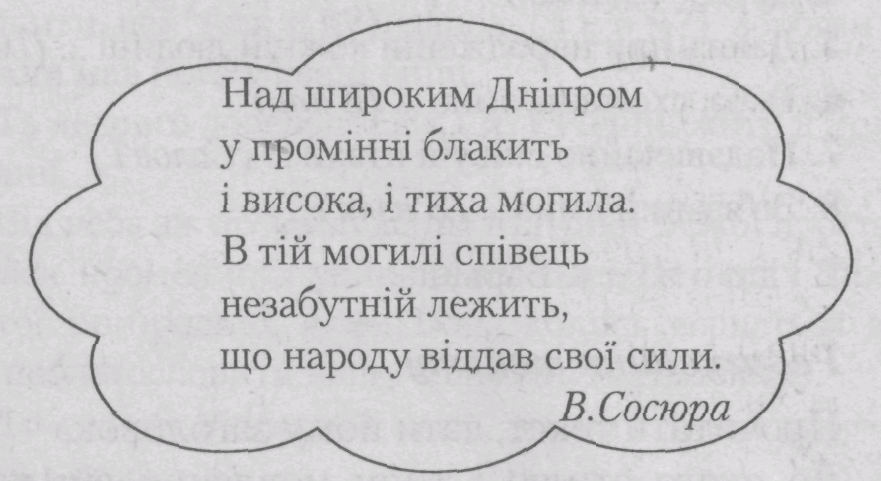 Над широким Дніпром
у промінні блакить
і висока, і тиха могила.
В тій могилі співець
незабутній лежить,
що народу віддав свої сили.
В.Сосюра